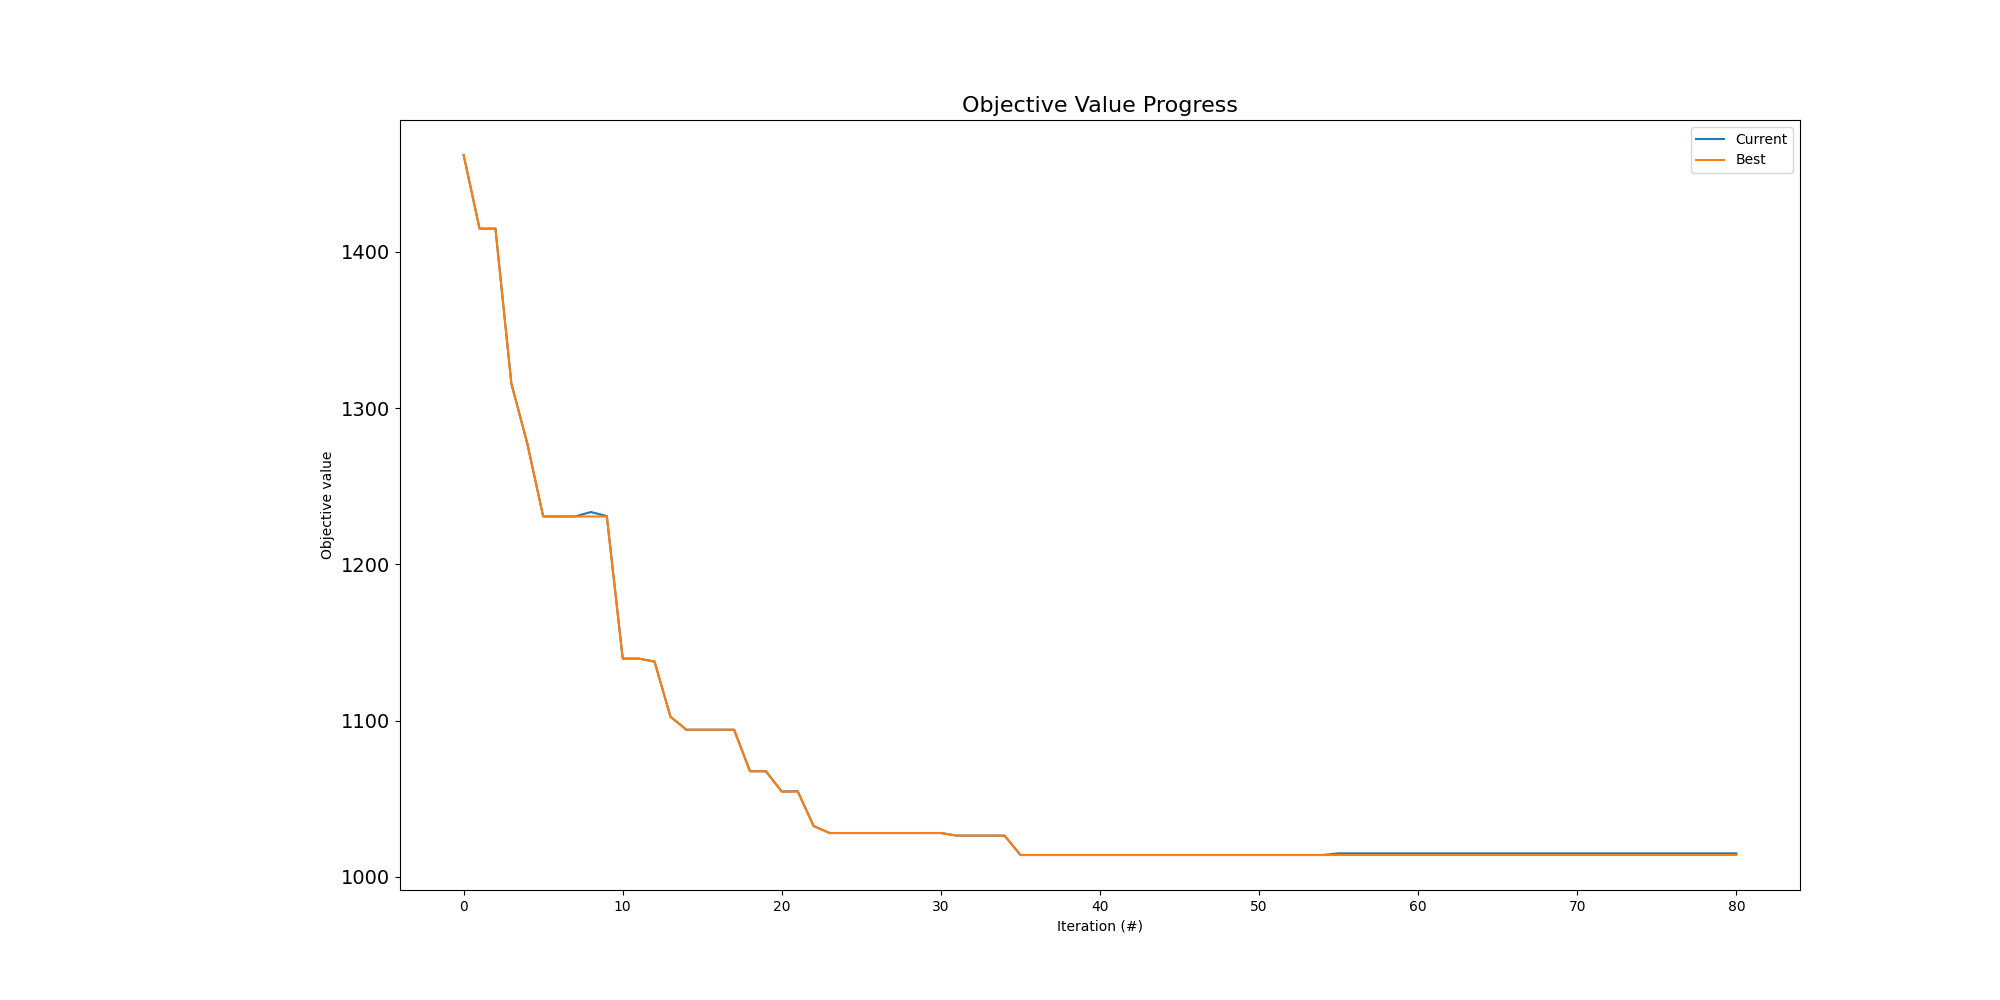 Objective Value Progress
Current
Best
1400
1300
1200
1100
1000
Objective value
0 10 20 30 40 50 60 70 80
Iteration (#)